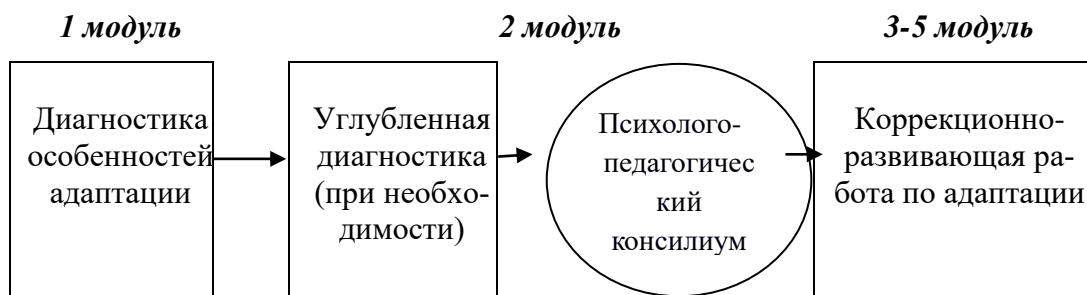 1 модуль
2 модуль
3-5 модуль
Диагностика
особенностей
адаптации
Углубленная
диагностика
(при необхо-
димости)
Психолого-
педагогичес
кий
консилиум
Коррекционно-
развивающая ра-
бота по адаптации